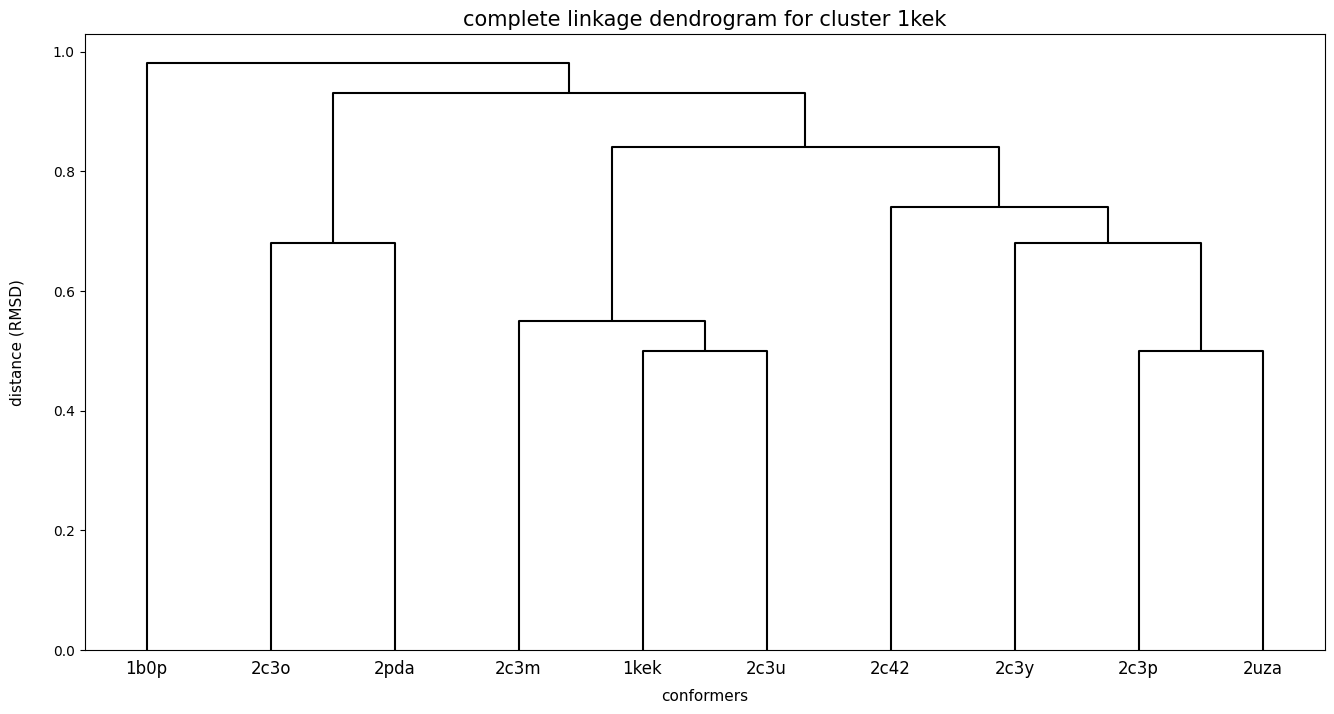 complete linkage dendrogram for cluster 1kek
1.0
0.8
0.6
0.4
0.2
0.0
distance (RMSD)
1b0p 2c3o 2pda 2c3m 1kek 2c3u 2c42 2c3y 2c3p 2uza
conformers